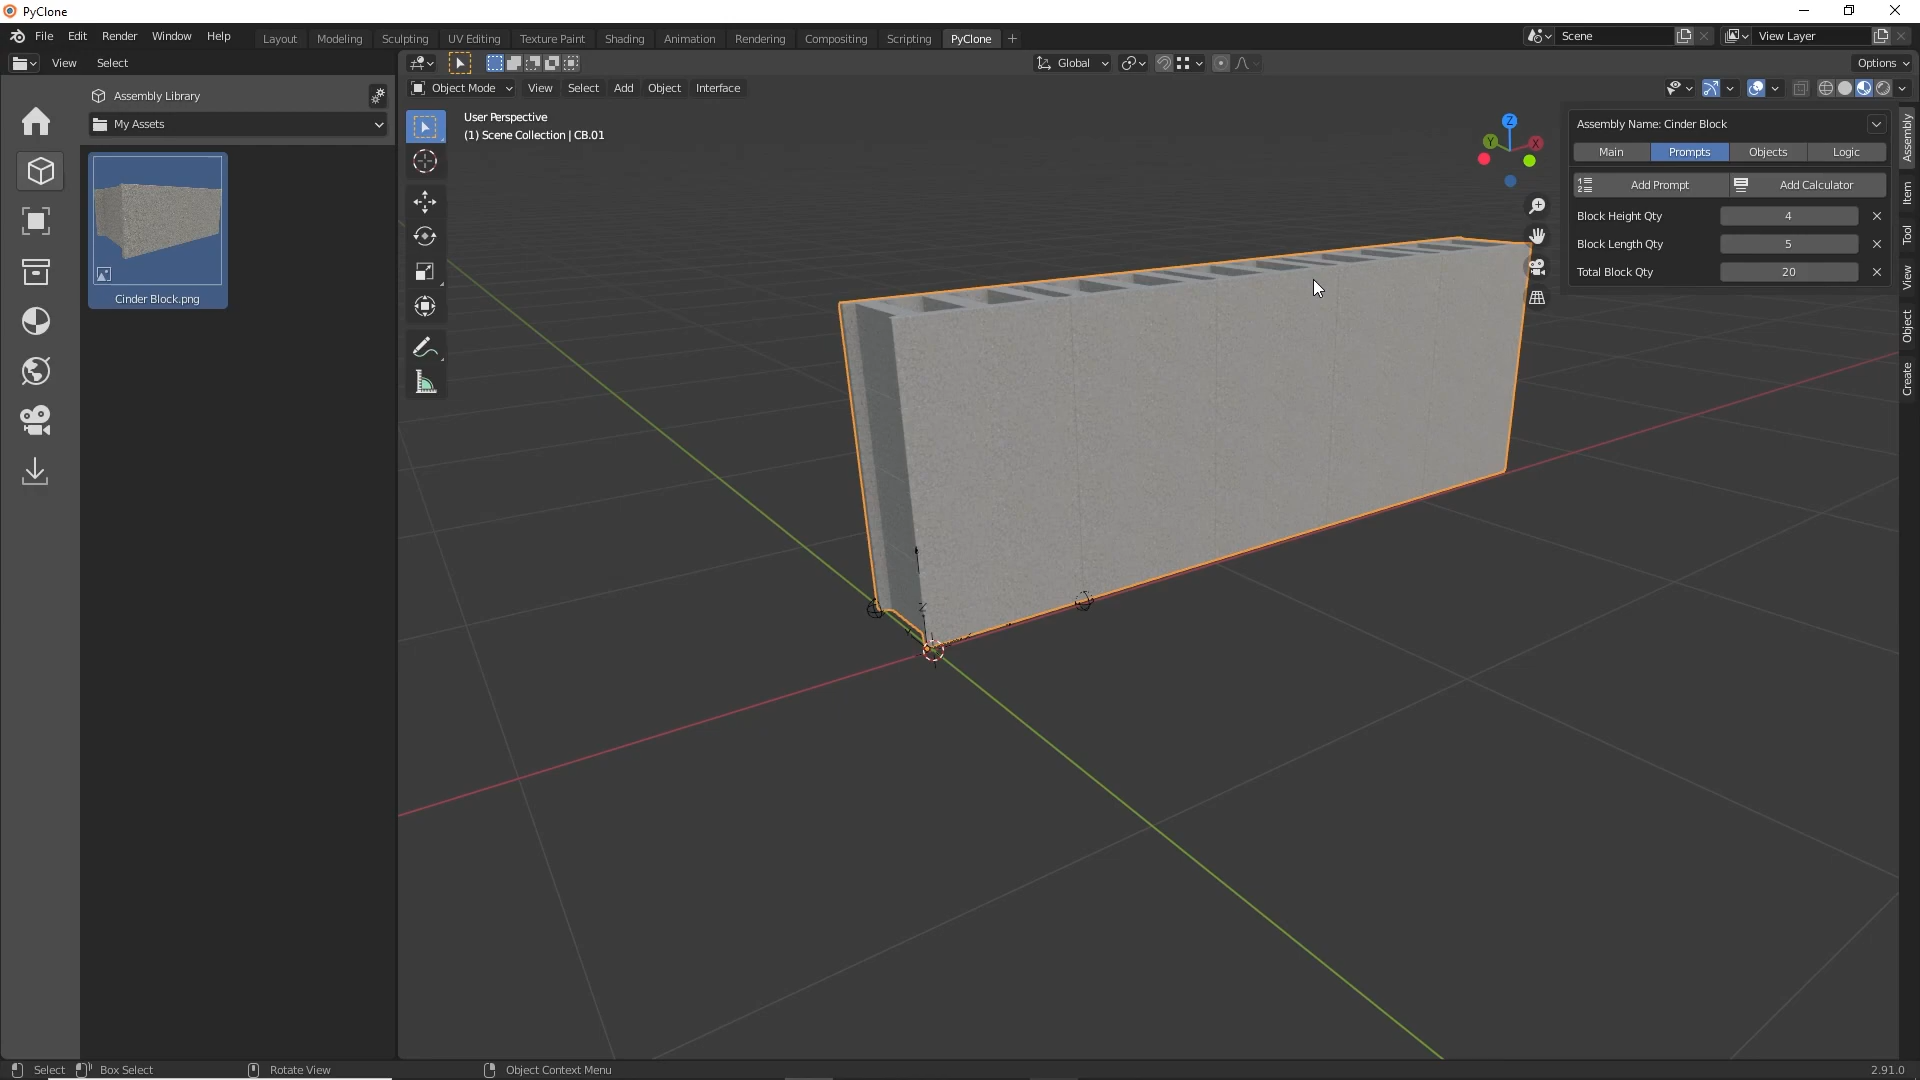 PyClone
File Edit Render Window Help Layout Modeling Sculpting UV Editing Texture Paint Shading Animation Rendering Compositing Scripting PyClone + Scene View Layer
View Select Global Options
Object Mode View Select Add Object Interface
Assembly Library
My Assets
Cinder Block.png
User Perspective
(1) Scene Collection | CB.01
Z
Y
X
Assembly Name: Cinder Block
Main Prompts Objects Logic
Add Prompt Add Calculator
Block Height Qty 4
Block Length Qty 5
Total Block Qty 20
Assembly
Item
Tool
View
Object
Create
Z
Select Box Select Rotate View Object Context Menu 2.91.0